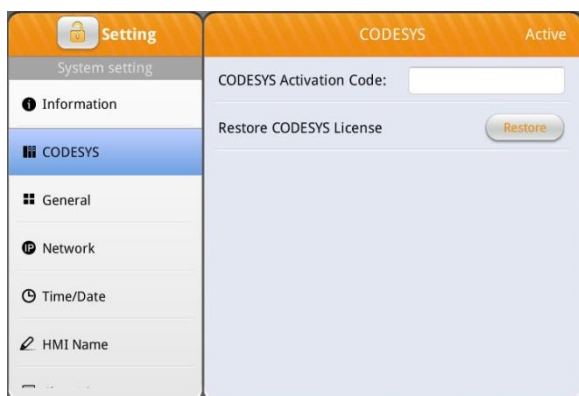 Setting
System setting
Information
CODESYS
General
IP Network
Time/Date
HMI Name
CODESYS Active
CODESYS Activation Code:
Restore CODESYS License Restore